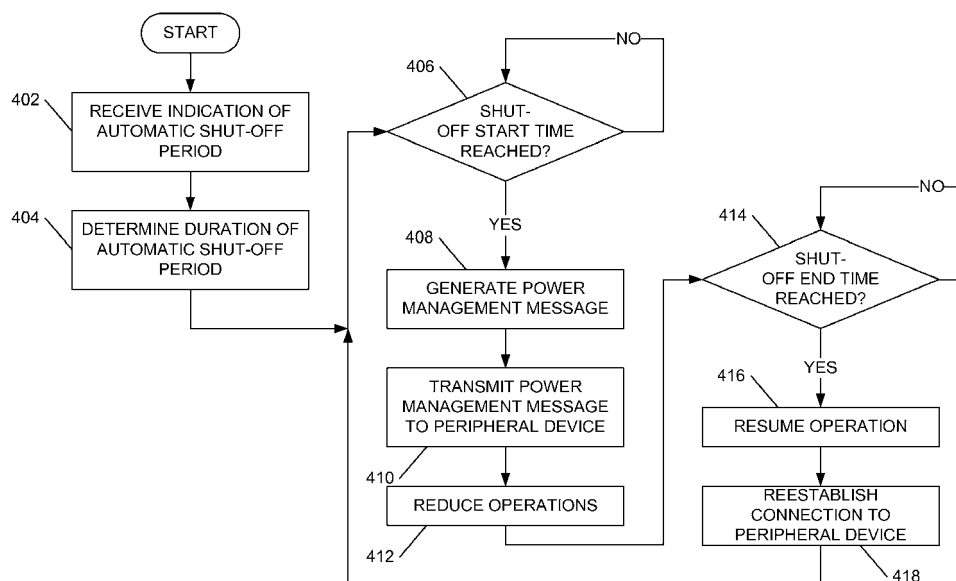 START
402
RECEIVE INDICATION OF
AUTOMATIC SHUT-OFF
PERIOD
404
DETERMINE DURATION OF
AUTOMATIC SHUT-OFF
PERIOD
NO
406
SHUT-
OFF START TIME
REACHED?
YES
408
GENERATE POWER
MANAGEMENT MESSAGE
TRANSMIT POWER
MANAGEMENT MESSAGE
TO PERIPHERAL DEVICE
410
REDUCE OPERATIONS
412
NO
414
SHUT-
OFF END TIME
REACHED?
YES
416
RESUME OPERATION
REESTABLISH
CONNECTION TO
PERIPHERAL DEVICE
418